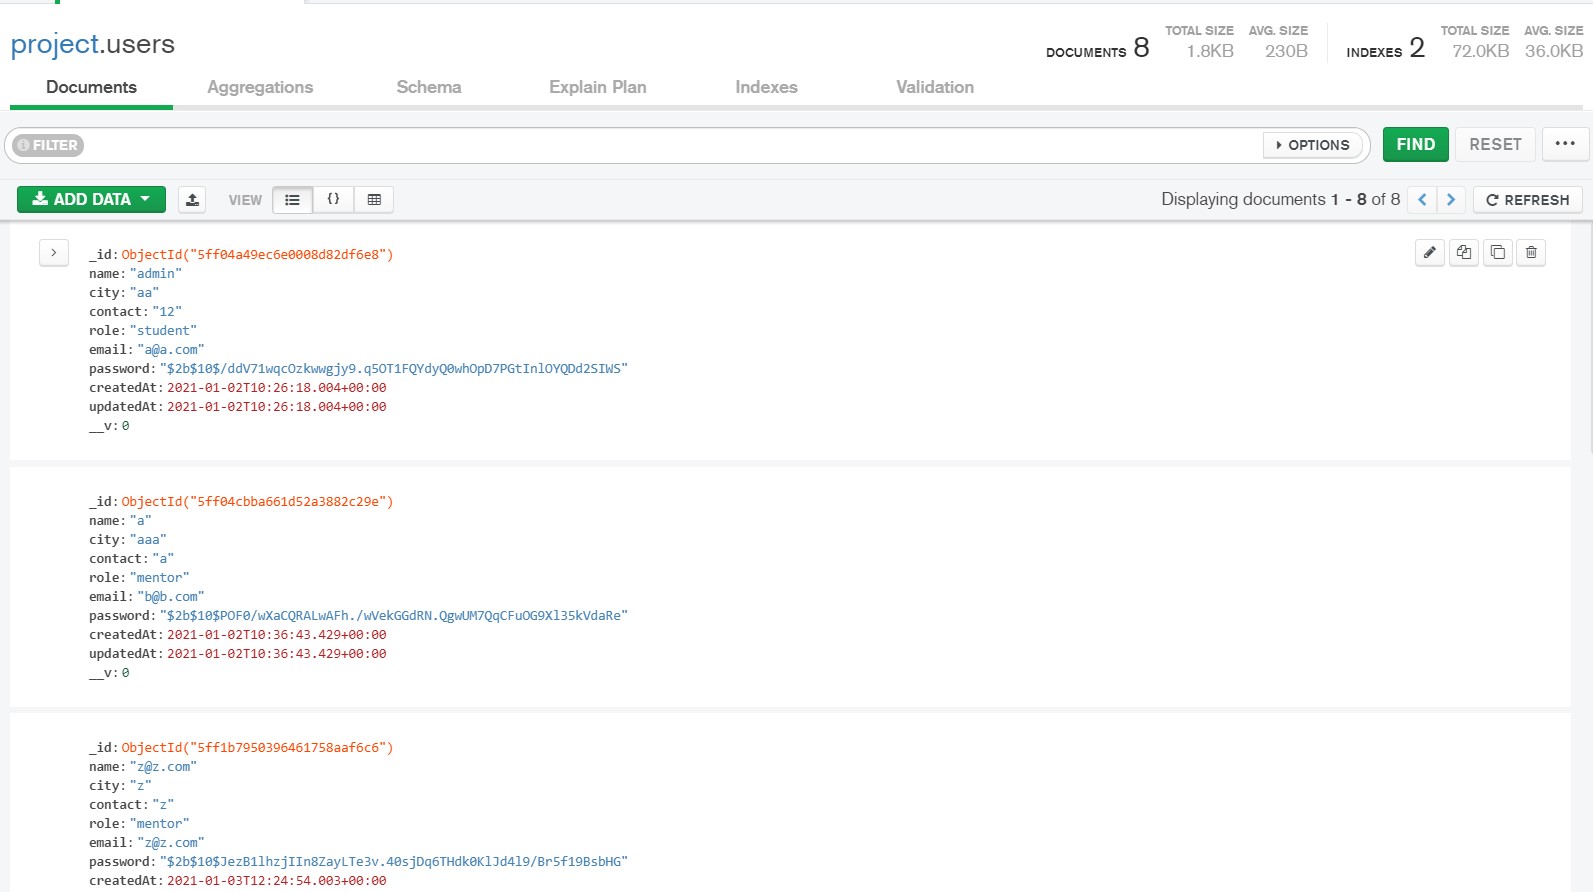 project.users
DOCUMENTS 8 TOTAL SIZE 1.8KB AVG. SIZE 230B INDEXES 2 TOTAL SIZE 72.0KB AVG. SIZE 36.0KB
Documents Aggregations Schema Explain Plan Indexes Validation
FILTER OPTIONS FIND RESET ...
ADD DATA VIEW {} Displaying documents 1 - 8 of 8 REFRESH
_id: ObjectId("5ff04a49ec6e0008d82df6e8")
name: "admin"
city: "aa"
contact: "12"
role: "student"
email: "a@a.com"
password: "$2b$10$/ddV71wqcOzkwwgjy9.q5OT1FQYdyQ0whOpD7PGtInlOYQDd2SIWS"
createdAt: 2021-01-02T10:26:18.004+00:00
updatedAt: 2021-01-02T10:26:18.004+00:00
__v: 0
_id: ObjectId("5ff04cbba661d52a3882c29e")
name: "a"
city: "aaa"
contact: "a"
role: "mentor"
email: "b@b.com"
password: "$2b$10$POF0/wXaCQRALwAFh./wVekGGdRN.QgwUM7QqCFuOG9Xl35kVdaRe"
createdAt: 2021-01-02T10:36:43.429+00:00
updatedAt: 2021-01-02T10:36:43.429+00:00
__v: 0
_id: ObjectId("5ff1b7950396461758aaf6c6")
name: "z@z.com"
city: "z"
contact: "z"
role: "mentor"
email: "z@z.com"
password: "$2b$10$JezB1lhzjIIn8ZayLTe3v.40sjDq6THdk0KlJd4l9/Br5f19BsbHG"
createdAt: 2021-01-03T12:24:54.003+00:00